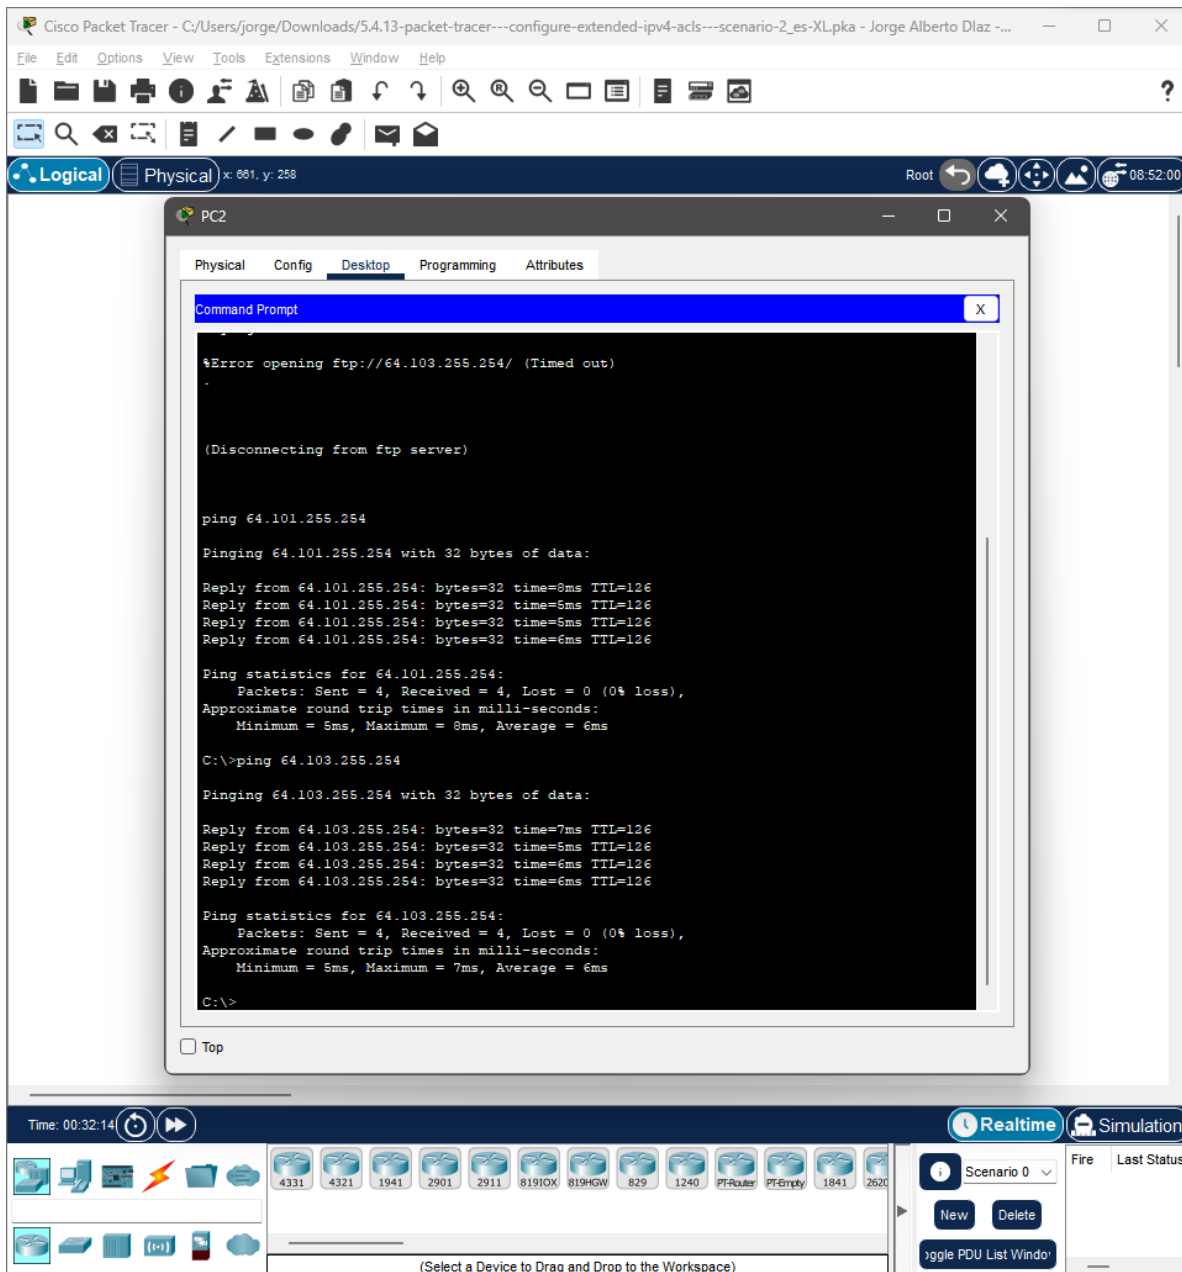 Cisco Packet Tracer - C:/Users/jorge/Downloads/5.4.13-packet-tracer---configure-extended-ipv4-acls---scenario-2_es-XL.pka - Jorge Alberto DIaz -...
File Edit Options View Tools Extensions Window Help
?
Logical Physical x: 661, y: 258 Root 08:52:00
PC2
Physical Config Desktop Programming Attributes
Command Prompt X
%Error opening ftp://64.103.255.254/ (Timed out)
.
(Disconnecting from ftp server)
ping 64.101.255.254
Pinging 64.101.255.254 with 32 bytes of data:
Reply from 64.101.255.254: bytes=32 time=8ms TTL=126
Reply from 64.101.255.254: bytes=32 time=5ms TTL=126
Reply from 64.101.255.254: bytes=32 time=5ms TTL=126
Reply from 64.101.255.254: bytes=32 time=6ms TTL=126
Ping statistics for 64.101.255.254:
Packets: Sent = 4, Received = 4, Lost = 0 (0% loss),
Approximate round trip times in milli-seconds:
Minimum = 5ms, Maximum = 8ms, Average = 6ms
C:\>ping 64.103.255.254
Pinging 64.103.255.254 with 32 bytes of data:
Reply from 64.103.255.254: bytes=32 time=7ms TTL=126
Reply from 64.103.255.254: bytes=32 time=5ms TTL=126
Reply from 64.103.255.254: bytes=32 time=6ms TTL=126
Reply from 64.103.255.254: bytes=32 time=6ms TTL=126
Ping statistics for 64.103.255.254:
Packets: Sent = 4, Received = 4, Lost = 0 (0% loss),
Approximate round trip times in milli-seconds:
Minimum = 5ms, Maximum = 7ms, Average = 6ms
C:\>
Top
Time: 00:32:14 Realtime Simulation
4331 4321 1941 2901 2911 819IOX 819HGW 829 1240 PT-Router PT-Empty 1841 2620
Scenario 0 Fire Last Status
New Delete
oggle PDU List Windo
(Select a Device to Drag and Drop to the Workspace)